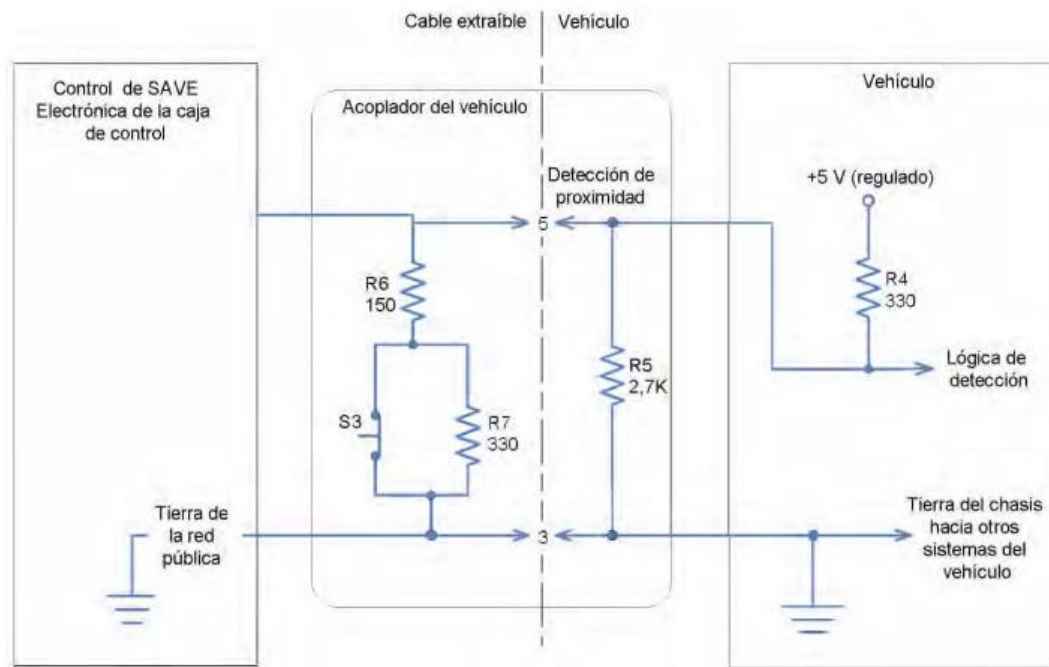 Cable extraíble
Vehículo
Control de SAVE
Electrónica de la caja
de control
Acoplador del vehículo
Vehículo
Detección de
proximidad
+5 V (regulado)
5
R6
150
R4
330
R5
2,7K
Lógica de
detección
S3
R7
330
Tierra de
la red
pública
3
Tierra del chasis
hacia otros
sistemas del
vehículo